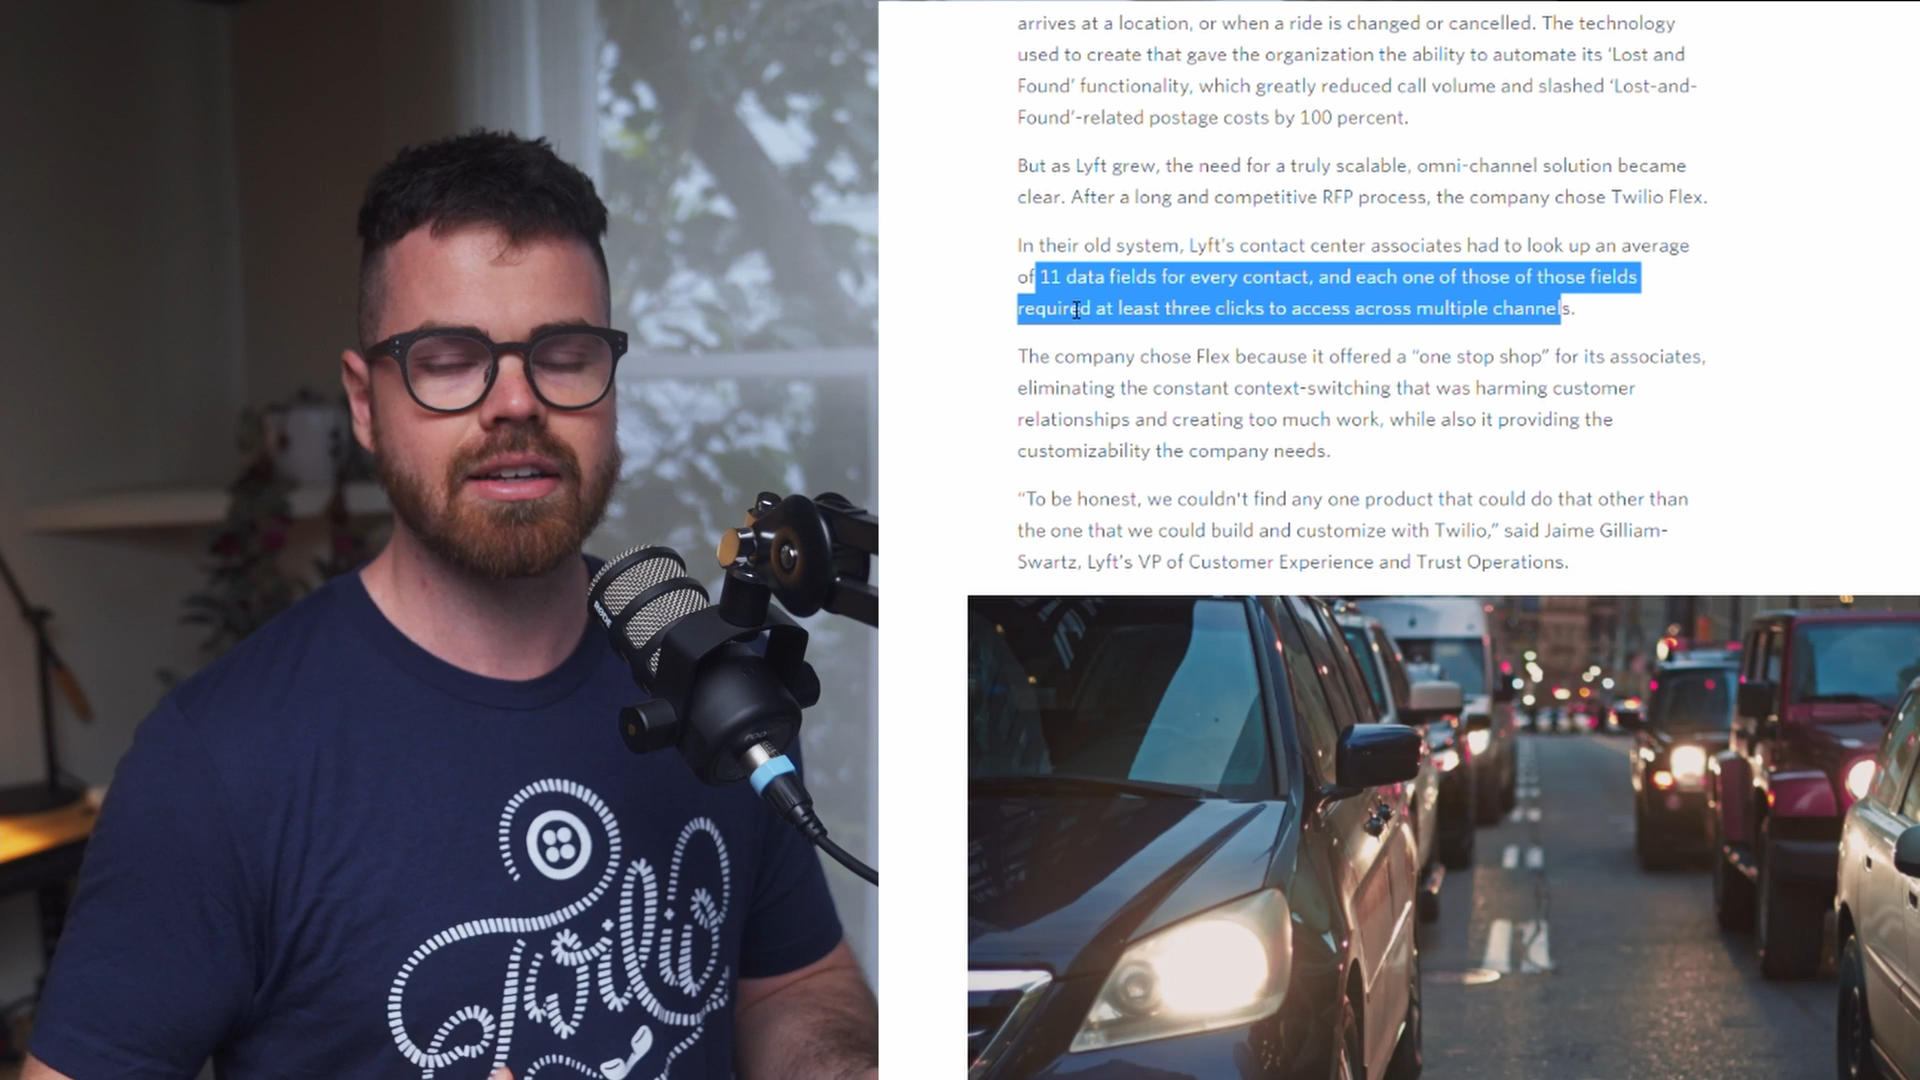 arrives at a location, or when a ride is changed or cancelled. The technology
used to create that gave the organization the ability to automate its ‘Lost and
Found’ functionality, which greatly reduced call volume and slashed ‘Lost-and-
Found’-related postage costs by 100 percent.
But as Lyft grew, the need for a truly scalable, omni-channel solution became
clear. After a long and competitive RFP process, the company chose Twilio Flex.
In their old system, Lyft’s contact center associates had to look up an average
of 11 data fields for every contact, and each one of those of those fields
required at least three clicks to access across multiple channels.
The company chose Flex because it offered a “one stop shop” for its associates,
eliminating the constant context-switching that was harming customer
relationships and creating too much work, while also it providing the
customizability the company needs.
“To be honest, we couldn't find any one product that could do that other than
the one that we could build and customize with Twilio,” said Jaime Gilliam-
Swartz, Lyft’s VP of Customer Experience and Trust Operations.
RODE
POD
Twilio